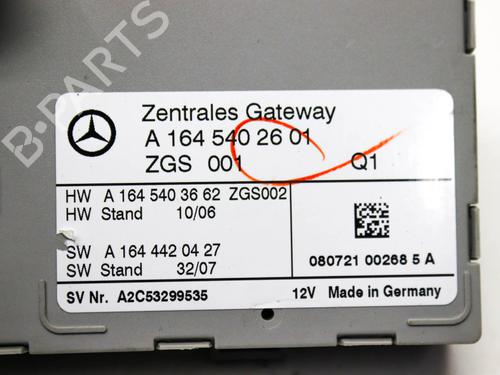 Zentrales Gateway
A 164 540 26 01
ZGS 001 Q1
HW A 164 540 36 62 ZGS002
HW Stand 10/06
SW A 164 442 04 27
SW Stand 32/07
080721 00268 5 A
SV Nr. A2C53299535 12V Made in Germany
B-PARTS